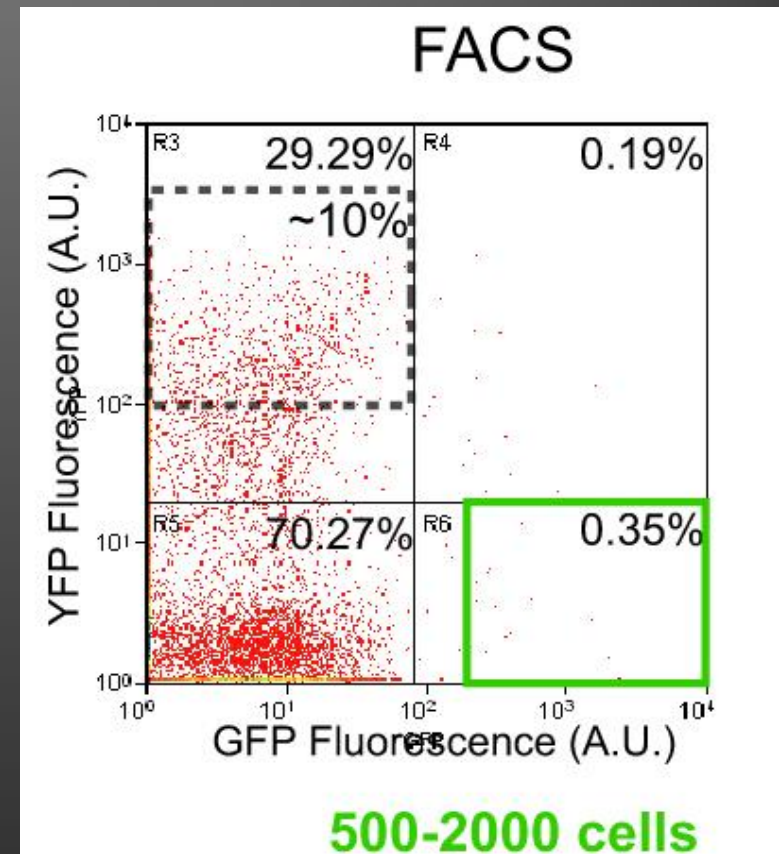 FACS
10⁴
R3
29.29%
R4
0.19%
~10%
10³
10²
R5
70.27%
R6
0.35%
10¹
10⁰
YFP Fluorescence (A.U.)
10⁰ 10¹ 10² 10³ 10⁴
GFP Fluorescence (A.U.)
500-2000 cells